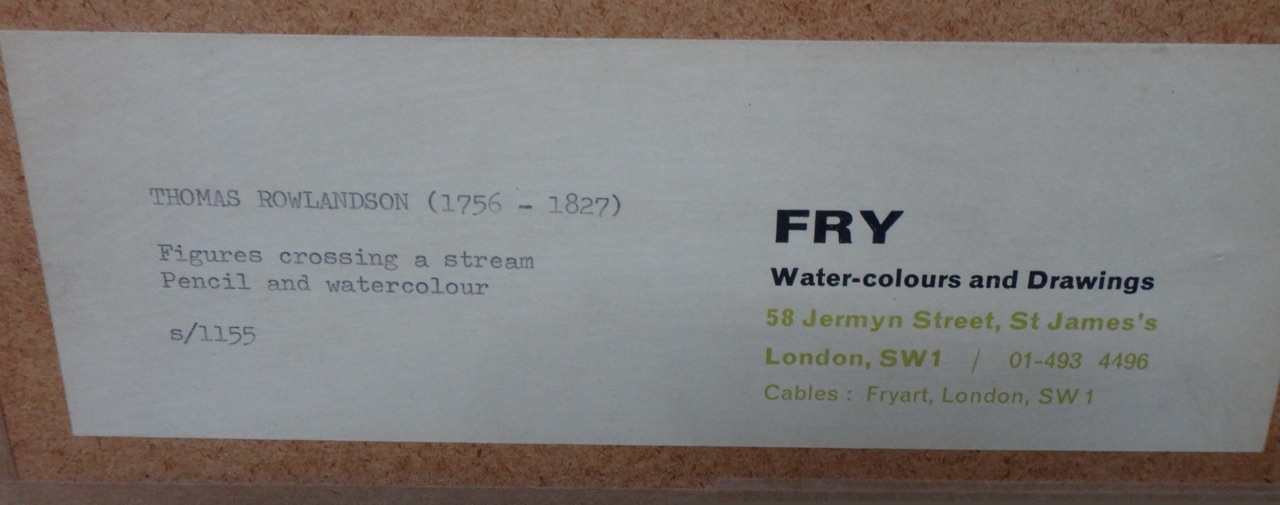 THOMAS ROWLANDSON (1756 - 1827)
Figures crossing a stream
Pencil and watercolour
s/1155
FRY
Water-colours and Drawings
58 Jermyn Street, St James's
London, SW1 / 01-493 4496
Cables : Fryart, London, SW1